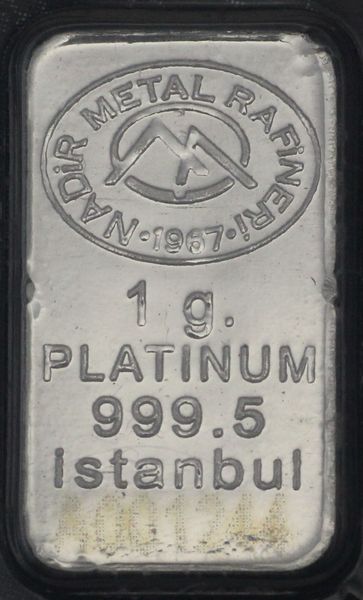 NADİR METAL RAFİNERİ
·1967·
1 g.
PLATINUM
999.5
istanbul